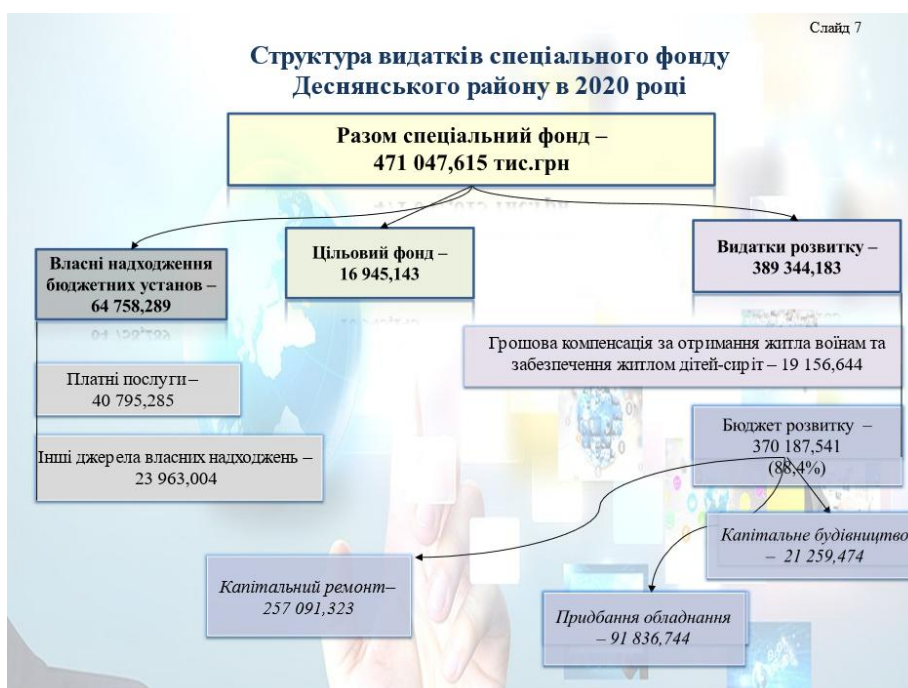 Слайд 7
Структура видатків спеціального фонду
Деснянського району в 2020 році
Разом спеціальний фонд –
471 047,615 тис.грн
Власні надходження
бюджетних установ –
64 758,289
Цільовий фонд –
16 945,143
Видатки розвитку –
389 344,183
Грошова компенсація за отримання житла воїнам та
забезпечення житлом дітей-сиріт – 19 156,644
Платні послуги –
40 795,285
Бюджет розвитку –
370 187,541
(88,4%)
Інші джерела власних надходжень –
23 963,004
Капітальне будівництво
– 21 259,474
Капітальний ремонт–
257 091,323
Придбання обладнання
– 91 836,744